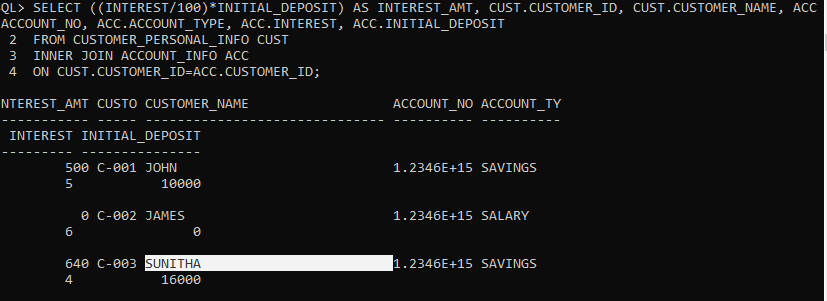 QL> SELECT ((INTEREST/100)*INITIAL_DEPOSIT) AS INTEREST_AMT, CUST.CUSTOMER_ID, CUST.CUSTOMER_NAME, ACC
ACCOUNT_NO, ACC.ACCOUNT_TYPE, ACC.INTEREST, ACC.INITIAL_DEPOSIT
2 FROM CUSTOMER_PERSONAL_INFO CUST
3 INNER JOIN ACCOUNT_INFO ACC
4 ON CUST.CUSTOMER_ID=ACC.CUSTOMER_ID;
NTEREST_AMT CUSTO CUSTOMER_NAME ACCOUNT_NO ACCOUNT_TY
----------- ----- ------------------------------ ---------- ----------
INTEREST INITIAL_DEPOSIT
--------- ---------------
500 C-001 JOHN 1.2346E+15 SAVINGS
5 10000
0 C-002 JAMES 1.2346E+15 SALARY
6 0
640 C-003 SUNITHA 1.2346E+15 SAVINGS
4 16000